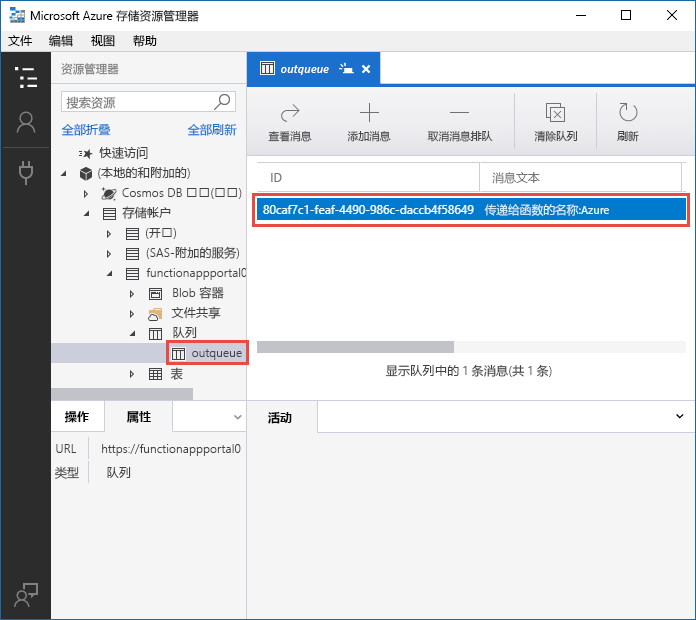 Microsoft Azure 存储资源管理器
文件 编辑 视图 帮助
资源管理器
搜索资源
全部折叠 全部刷新
快速访问
(本地的和附加的)
Cosmos DB 口口(口口)
存储帐户
(开口)
(SAS-附加的服务)
functionappportal0
Blob 容器
文件共享
队列
outqueue
表
操作 属性
URL https://functionappportal0
类型 队列
outqueue
查看消息 添加消息 取消消息排队 清除队列 刷新
ID 消息文本
80caf7c1-feaf-4490-986c-daccb4f58649 传递给函数的名称:Azure
显示队列中的 1 条消息(共 1 条)
活动